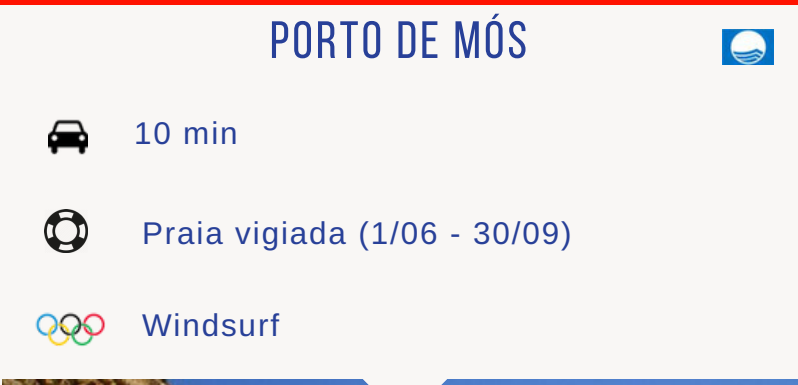 PORTO DE MÓS
10 min
Praia vigiada (1/06 - 30/09)
Windsurf